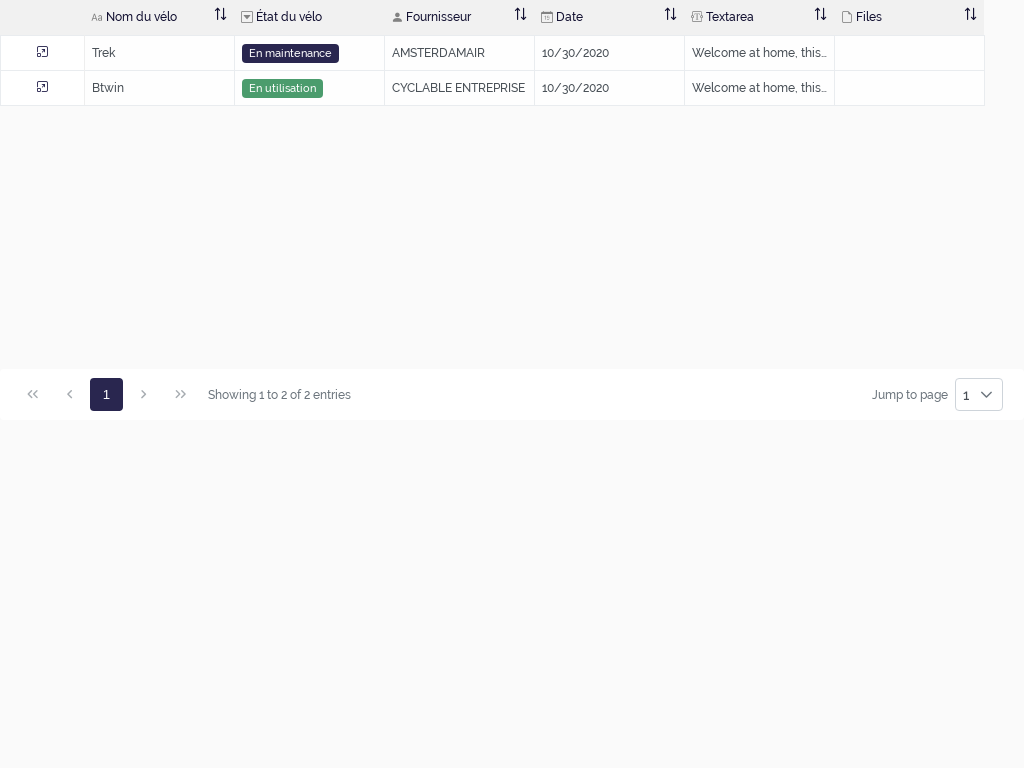 Aa Nom du vélo État du vélo Fournisseur Date Textarea Files
Trek En maintenance AMSTERDAMAIR 10/30/2020 Welcome at home, this...
Btwin En utilisation CYCLABLE ENTREPRISE 10/30/2020 Welcome at home, this...
1 Showing 1 to 2 of 2 entries Jump to page 1